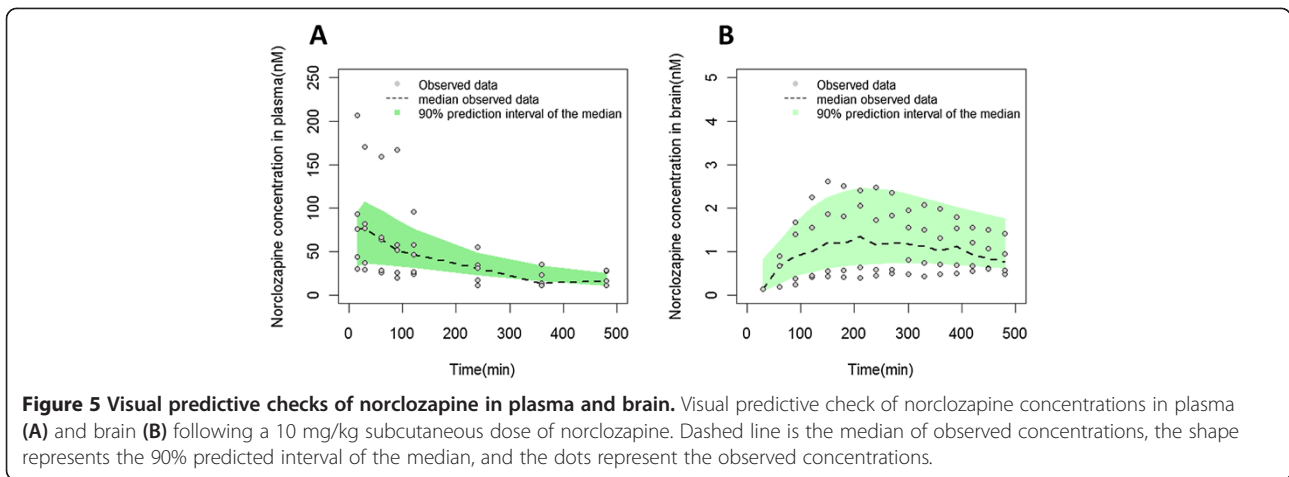 A
Norclozapine concentration in plasma(nM)
250
200
150
100
50
0
Observed data
median observed data
90% prediction interval of the median
0 100 200 300 400 500
Time(min)
B
Norclozapine concentration in brain(nM)
5
4
3
2
1
0
Observed data
median observed data
90% prediction interval of the median
0 100 200 300 400 500
Time(min)
Figure 5 Visual predictive checks of norclozapine in plasma and brain. Visual predictive check of norclozapine concentrations in plasma
(A) and brain (B) following a 10 mg/kg subcutaneous dose of norclozapine. Dashed line is the median of observed concentrations, the shape
represents the 90% predicted interval of the median, and the dots represent the observed concentrations.